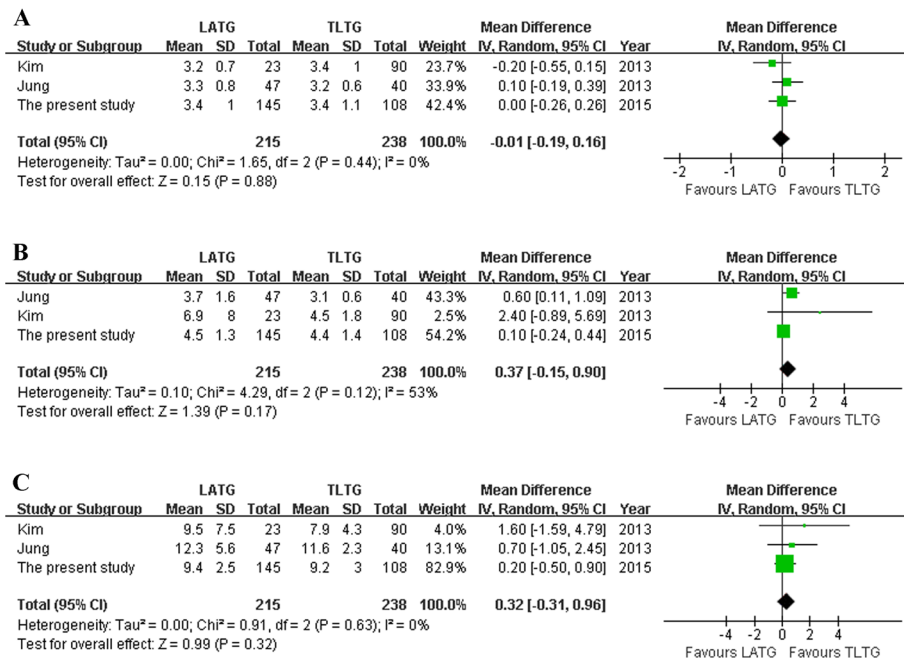 A
LATG TLTG Mean Difference Mean Difference
Study or Subgroup Mean SD Total Mean SD Total Weight IV, Random, 95% CI Year IV, Random, 95% CI
Kim 3.2 0.7 23 3.4 1 90 23.7% -0.20 [-0.55, 0.15] 2013
Jung 3.3 0.8 47 3.2 0.6 40 33.9% 0.10 [-0.19, 0.39] 2013
The present study 3.4 1 145 3.4 1.1 108 42.4% 0.00 [-0.26, 0.26] 2015
Total (95% CI) 215 238 100.0% -0.01 [-0.19, 0.16]
Heterogeneity: Tau² = 0.00; Chi² = 1.65, df = 2 (P = 0.44); I² = 0%
Test for overall effect: Z = 0.15 (P = 0.88)
-2 -1 0 1 2
Favours LATG Favours TLTG
B
LATG TLTG Mean Difference Mean Difference
Study or Subgroup Mean SD Total Mean SD Total Weight IV, Random, 95% CI Year IV, Random, 95% CI
Jung 3.7 1.6 47 3.1 0.6 40 43.3% 0.60 [0.11, 1.09] 2013
Kim 6.9 8 23 4.5 1.8 90 2.5% 2.40 [-0.89, 5.69] 2013
The present study 4.5 1.3 145 4.4 1.4 108 54.2% 0.10 [-0.24, 0.44] 2015
Total (95% CI) 215 238 100.0% 0.37 [-0.15, 0.90]
Heterogeneity: Tau² = 0.10; Chi² = 4.29, df = 2 (P = 0.12); I² = 53%
Test for overall effect: Z = 1.39 (P = 0.17)
-4 -2 0 2 4
Favours LATG Favours TLTG
C
LATG TLTG Mean Difference Mean Difference
Study or Subgroup Mean SD Total Mean SD Total Weight IV, Random, 95% CI Year IV, Random, 95% CI
Kim 9.5 7.5 23 7.9 4.3 90 4.0% 1.60 [-1.59, 4.79] 2013
Jung 12.3 5.6 47 11.6 2.3 40 13.1% 0.70 [-1.05, 2.45] 2013
The present study 9.4 2.5 145 9.2 3 108 82.9% 0.20 [-0.50, 0.90] 2015
Total (95% CI) 215 238 100.0% 0.32 [-0.31, 0.96]
Heterogeneity: Tau² = 0.00; Chi² = 0.91, df = 2 (P = 0.63); I² = 0%
Test for overall effect: Z = 0.99 (P = 0.32)
-4 -2 0 2 4
Favours LATG Favours TLTG